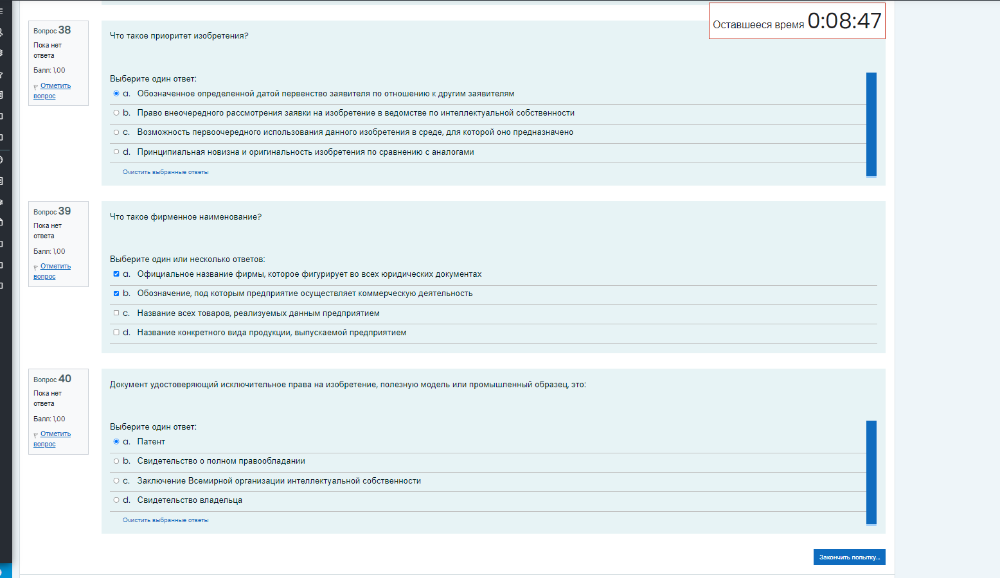 Оставшееся время 0:08:47
Вопрос 38
Пока нет
ответа
Балл: 1,00
Отметить
вопрос
Что такое приоритет изобретения?
Выберите один ответ:
a. Обозначенное определенной датой первенство заявителя по отношению к другим заявителям
b. Право внеочередного рассмотрения заявки на изобретение в ведомстве по интеллектуальной собственности
c. Возможность первоочередного использования данного изобретения в среде, для которой оно предназначено
d. Принципиальная новизна и оригинальность изобретения по сравнению с аналогами
Очистить выбранные ответы
Вопрос 39
Пока нет
ответа
Балл: 1,00
Отметить
вопрос
Что такое фирменное наименование?
Выберите один или несколько ответов:
a. Официальное название фирмы, которое фигурирует во всех юридических документах
b. Обозначение, под которым предприятие осуществляет коммерческую деятельность
c. Название всех товаров, реализуемых данным предприятием
d. Название конкретного вида продукции, выпускаемой предприятием
Вопрос 40
Пока нет
ответа
Балл: 1,00
Отметить
вопрос
Документ удостоверяющий исключительное права на изобретение, полезную модель или промышленный образец, это:
Выберите один ответ:
a. Патент
b. Свидетельство о полном правообладании
c. Заключение Всемирной организации интеллектуальной собственности
d. Свидетельство владельца
Очистить выбранные ответы
Закончить попытку...